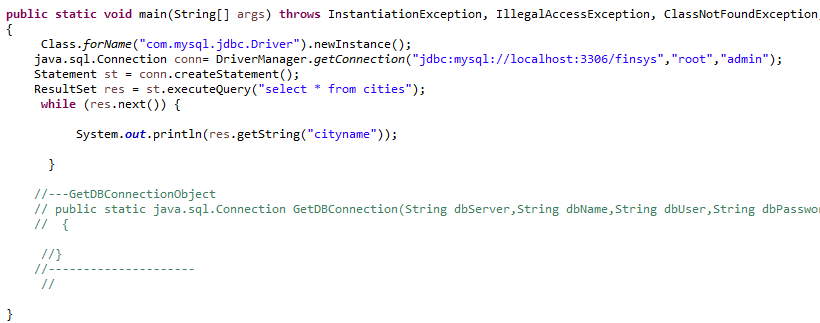 public static void main(String[] args) throws InstantiationException, IllegalAccessException, ClassNotFoundException,
{
Class.forName("com.mysql.jdbc.Driver").newInstance();
java.sql.Connection conn= DriverManager.getConnection("jdbc:mysql://localhost:3306/finsys","root","admin");
Statement st = conn.createStatement();
ResultSet res = st.executeQuery("select * from cities");
while (res.next()) {
System.out.println(res.getString("cityname"));
}
//---GetDBConnectionObject
// public static java.sql.Connection GetDBConnection(String dbServer,String dbName,String dbUser,String dbPasswor
//  {
//}
//---------------------
//
}